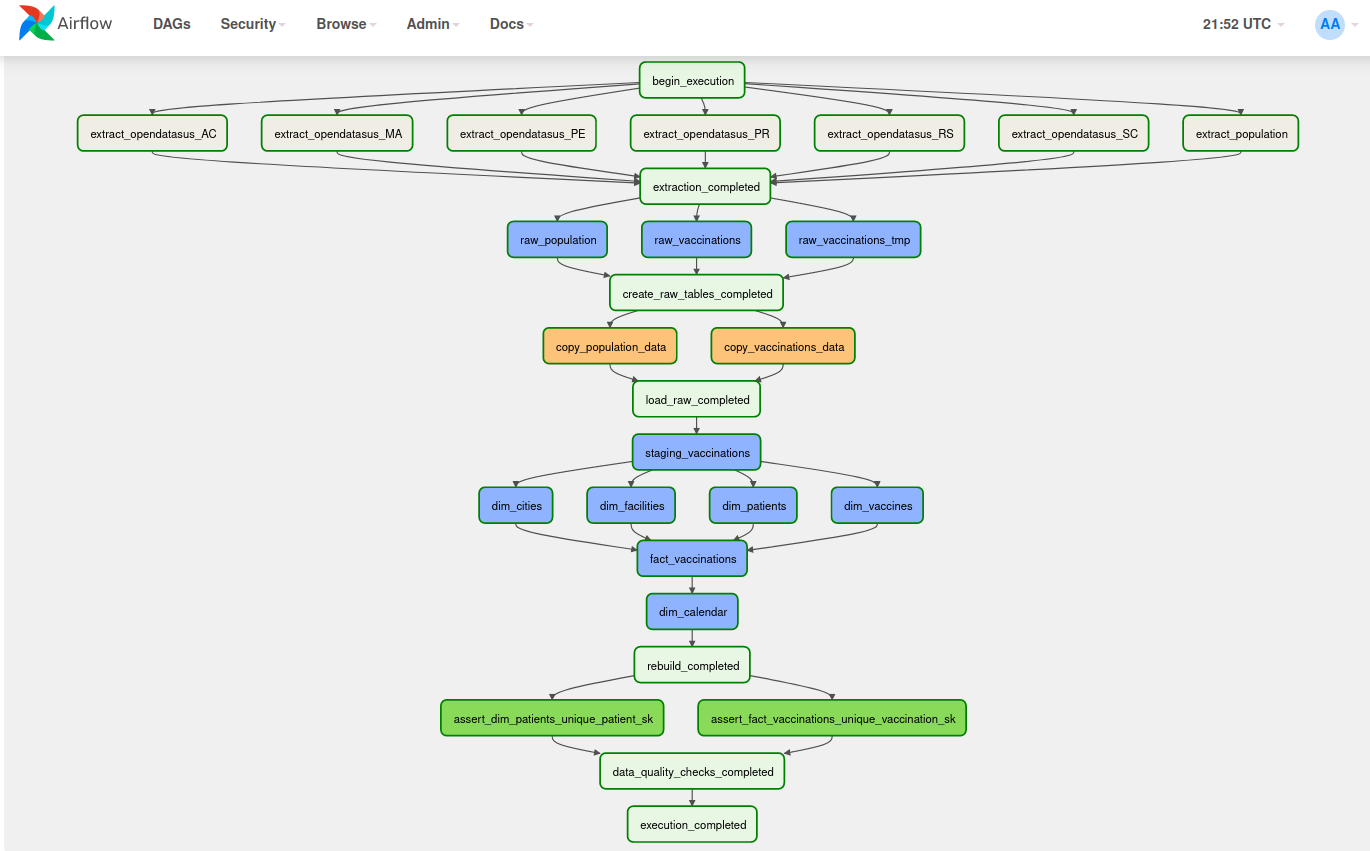 Airflow DAGs Security Browse Admin Docs 21:52 UTC AA
begin_execution
extract_opendatasus_AC extract_opendatasus_MA extract_opendatasus_PE extract_opendatasus_PR extract_opendatasus_RS extract_opendatasus_SC extract_population
extraction_completed
raw_population raw_vaccinations raw_vaccinations_tmp
create_raw_tables_completed
copy_population_data copy_vaccinations_data
load_raw_completed
staging_vaccinations
dim_cities dim_facilities dim_patients dim_vaccines
fact_vaccinations
dim_calendar
rebuild_completed
assert_dim_patients_unique_patient_sk assert_fact_vaccinations_unique_vaccination_sk
data_quality_checks_completed
execution_completed